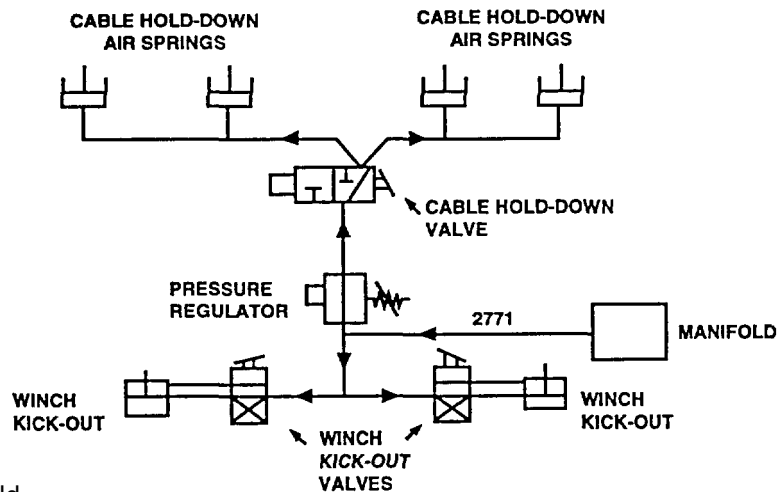 CABLE HOLD-DOWN
AIR SPRINGS
CABLE HOLD-DOWN
AIR SPRINGS
CABLE HOLD-DOWN
VALVE
PRESSURE
REGULATOR
2771
MANIFOLD
WINCH
KICK-OUT
WINCH
KICK-OUT
VALVES
WINCH
KICK-OUT
ld